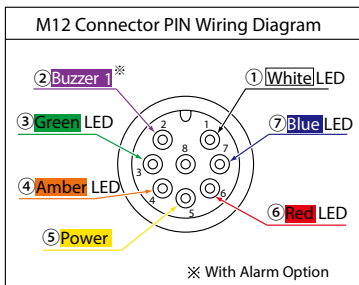 M12 Connector PIN Wiring Diagram
②Buzzer 1※
①White LED
③Green LED
⑦Blue LED
④Amber LED
⑥Red LED
⑤Power
2
1
3
8
7
4
5
6
※ With Alarm Option